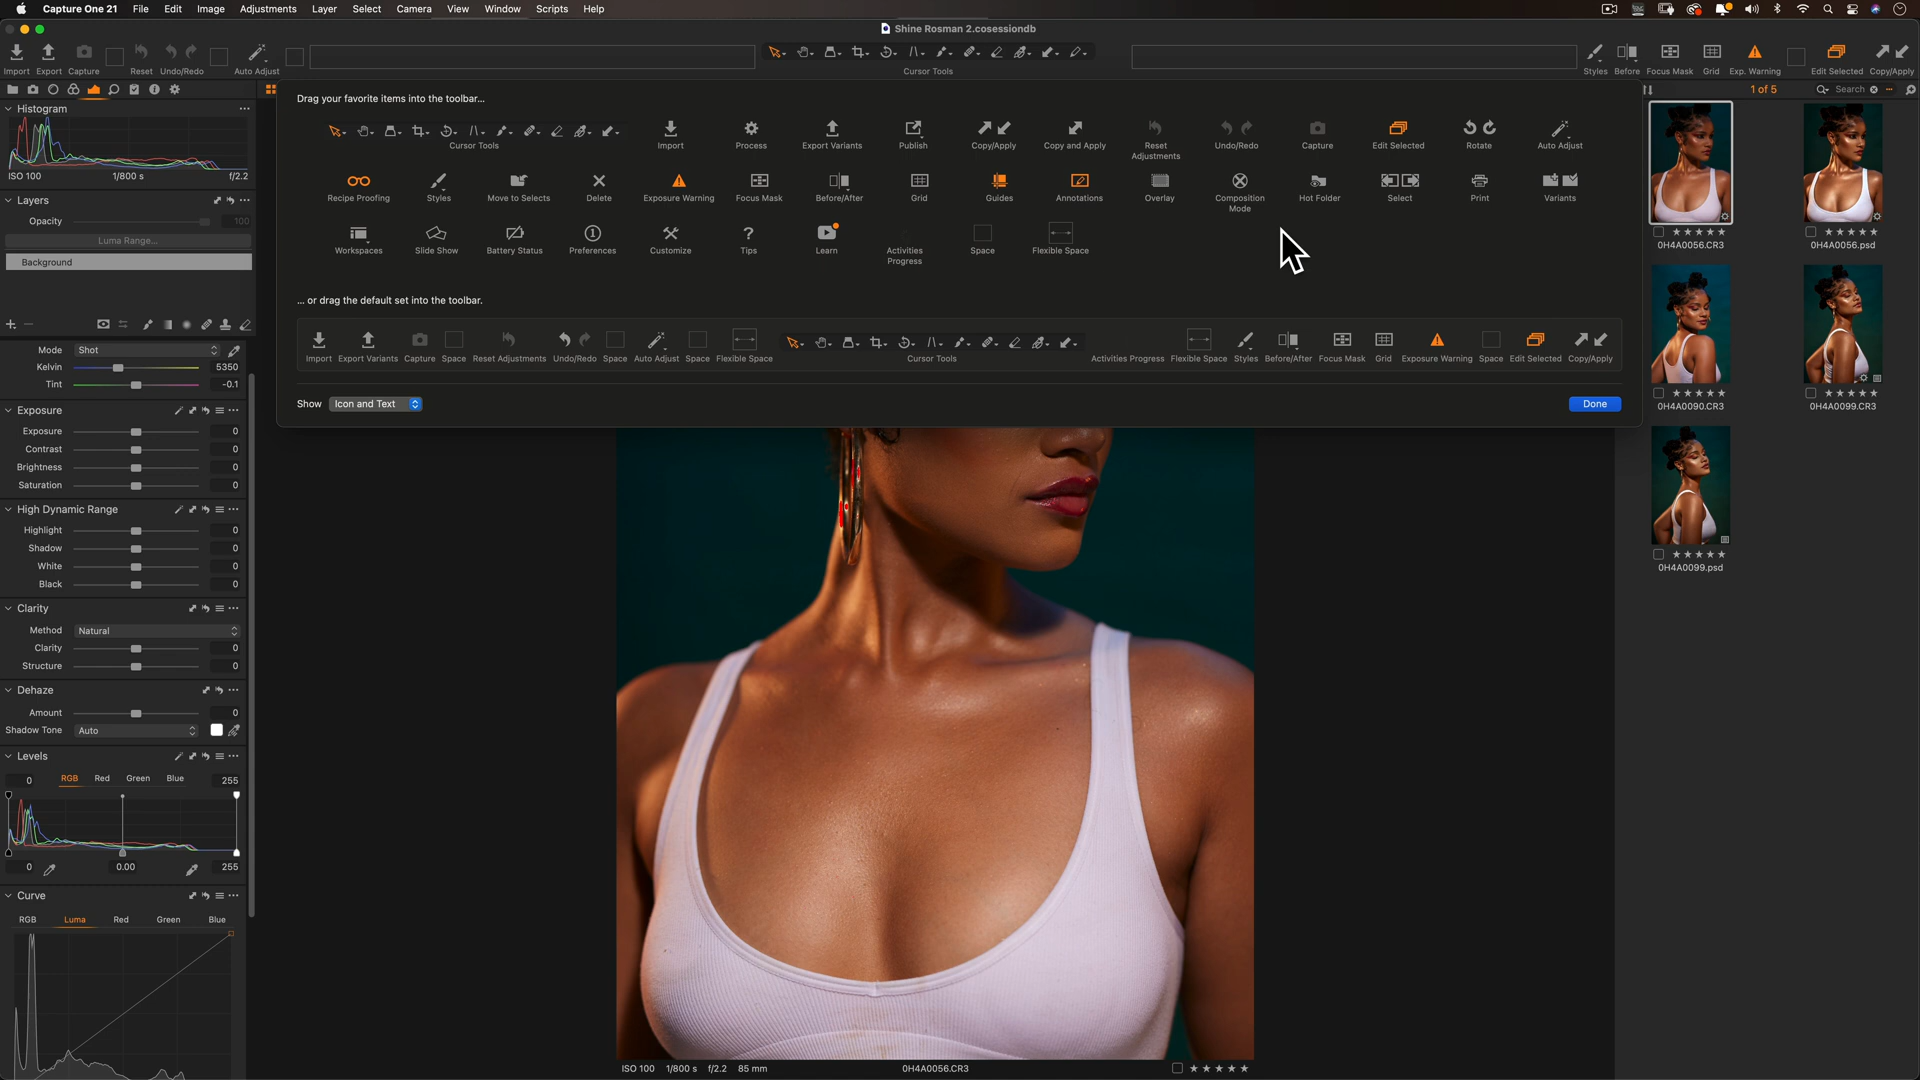 Capture One 21 File Edit Image Adjustments Layer Select Camera View Window Scripts Help
Shine Rosman 2.cosessiondb
Import Export Capture Reset Undo/Redo Auto Adjust Cursor Tools Styles Before Focus Mask Grid Exp. Warning Edit Selected Copy/Apply
1 of 5 Search
Histogram
ISO 100 1/800 s f/2.2
Layers
Opacity 100
Luma Range...
Background
Mode Shot
Kelvin 5350
Tint -0.1
Exposure
Exposure 0
Contrast 0
Brightness 0
Saturation 0
High Dynamic Range
Highlight 0
Shadow 0
White 0
Black 0
Clarity
Method Natural
Clarity 0
Structure 0
Dehaze
Amount 0
Shadow Tone Auto
Levels
0 RGB Red Green Blue 255
0 0.00 255
Curve
RGB Luma Red Green Blue
Drag your favorite items into the toolbar...
Cursor Tools Import Process Export Variants Publish Copy/Apply Copy and Apply Reset Adjustments Undo/Redo Capture Edit Selected Rotate Auto Adjust
Recipe Proofing Styles Move to Selects Delete Exposure Warning Focus Mask Before/After Grid Guides Annotations Overlay Composition Mode Hot Folder Select Print Variants
Workspaces Slide Show Battery Status Preferences Customize Tips Learn Activities Progress Space Flexible Space
... or drag the default set into the toolbar.
Import Export Variants Capture Space Reset Adjustments Undo/Redo Space Auto Adjust Space Flexible Space Cursor Tools Activities Progress Flexible Space Styles Before/After Focus Mask Grid Exposure Warning Space Edit Selected Copy/Apply
Show Icon and Text Done
0H4A0056.CR3 0H4A0056.psd
0H4A0090.CR3 0H4A0099.CR3
0H4A0099.psd
ISO 100 1/800 s f/2.2 85 mm 0H4A0056.CR3